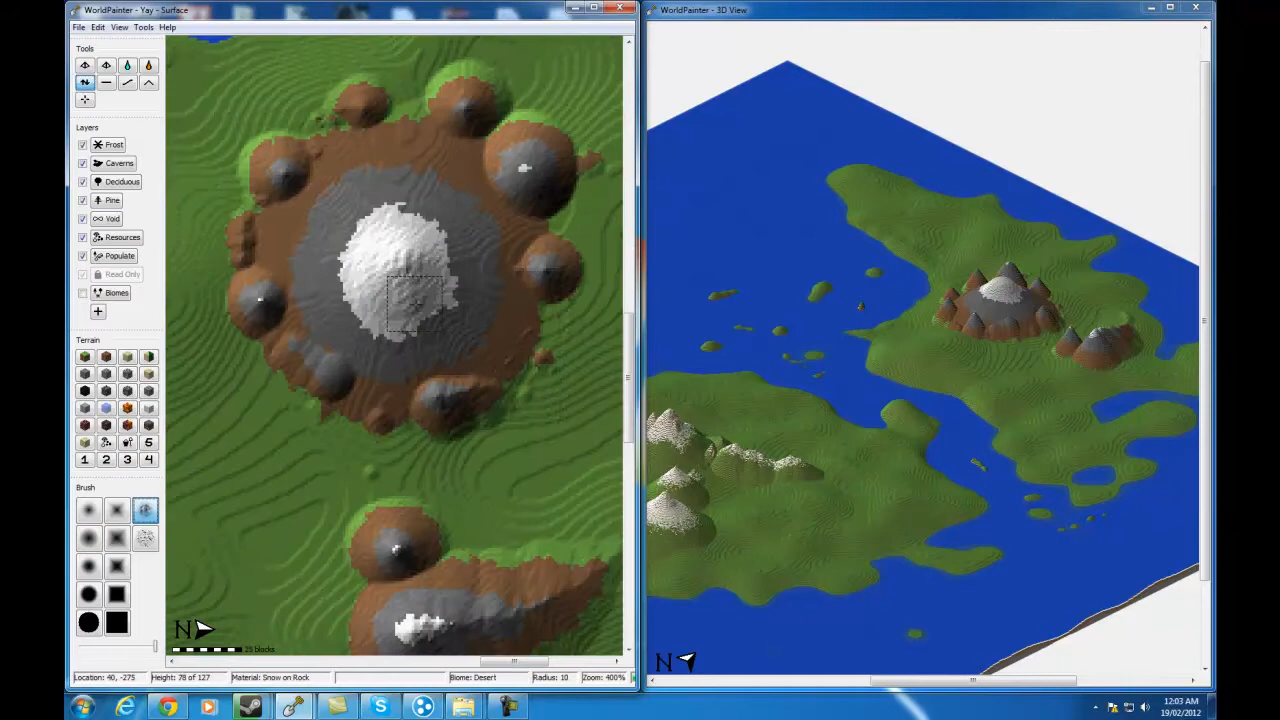 WorldPainter - Yay - Surface
WorldPainter - 3D View
File Edit View Tools Help
Tools
Layers
Frost
Caverns
Deciduous
Pine
Void
Resources
Populate
Read Only
Biomes
+
Terrain
5
1 2 3 4
Brush
N
25 blocks
N
Location: 40, -275 Height: 78 of 127 Material: Snow on Rock Biome: Desert Radius: 10 Zoom: 400%
12:03 AM
19/02/2012